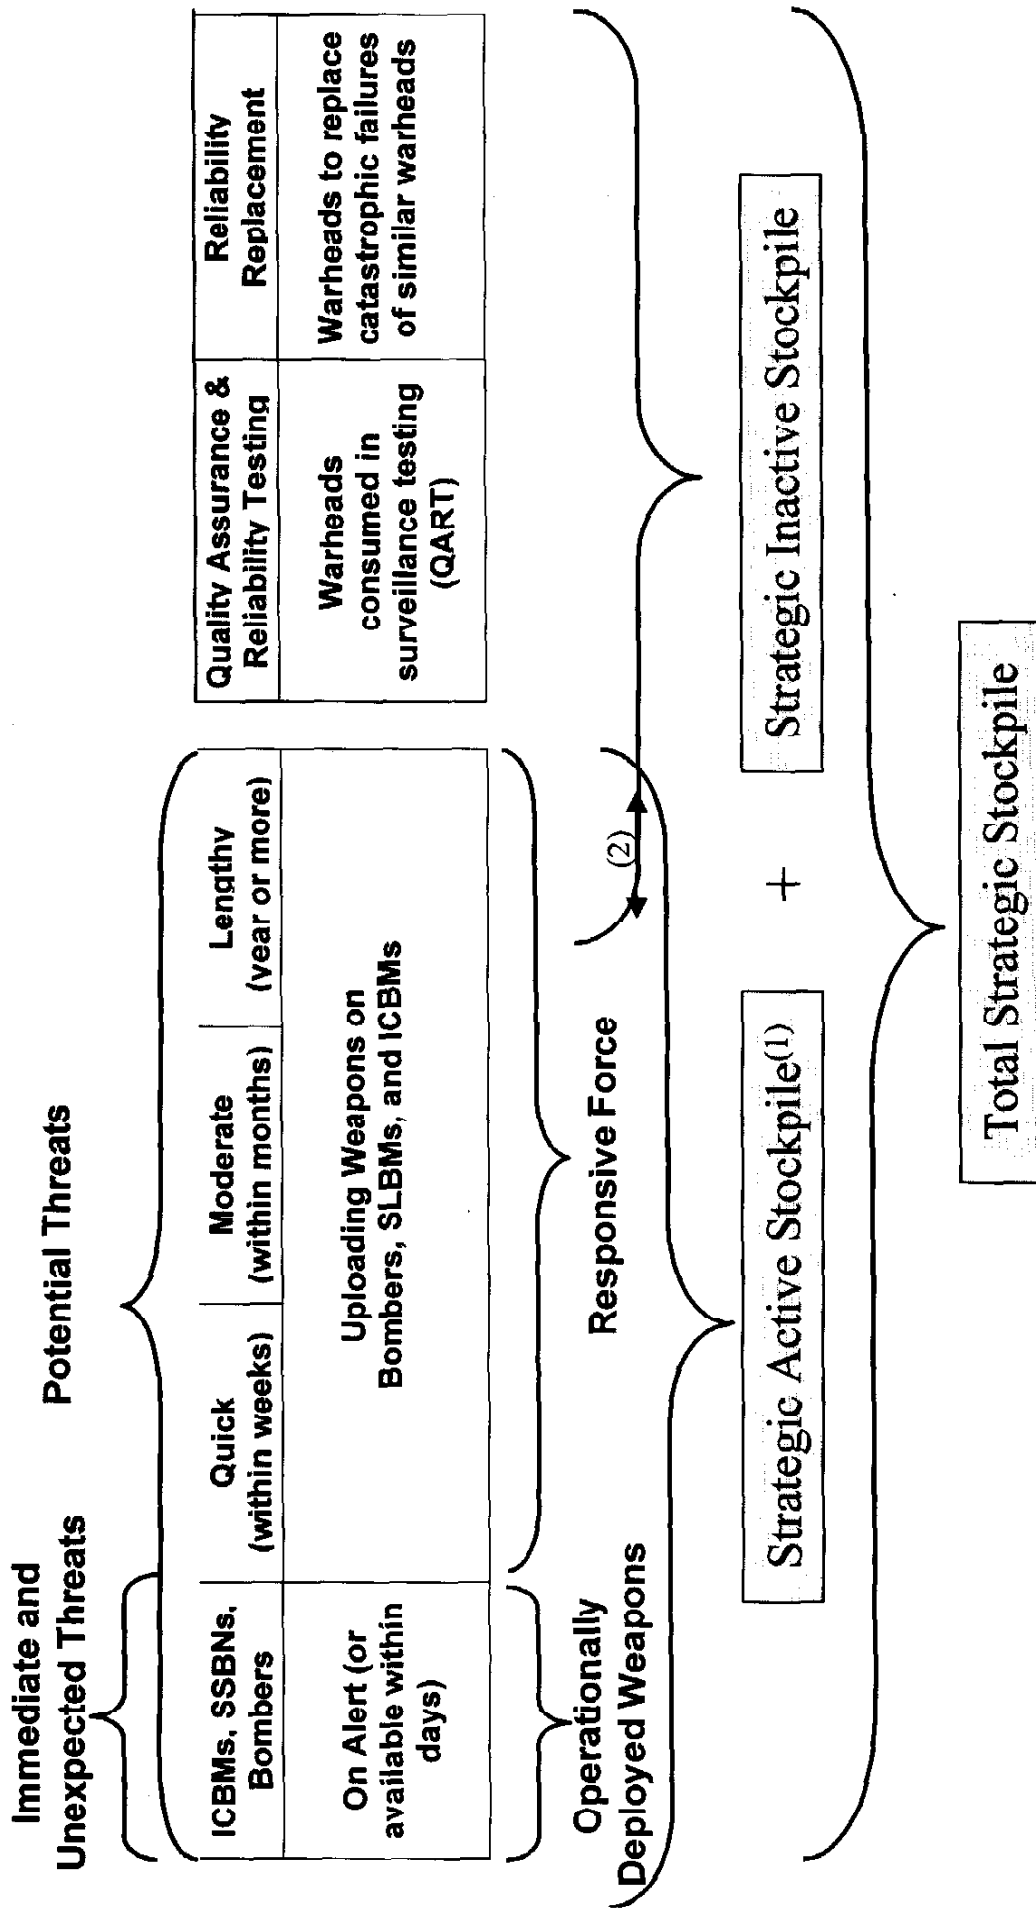 Immediate and
Unexpected Threats
Potential Threats
ICBMs, SSBNs,
Bombers
Quick
(within weeks)
Moderate
(within months)
Lengthy
(year or more)
Quality Assurance &
Reliability Testing
Reliability
Replacement
On Alert (or
available within
days)
Uploading Weapons on
Bombers, SLBMs, and ICBMs
Warheads
consumed in
surveillance testing
(QART)
Warheads to replace
catastrophic failures
of similar warheads
Operationally
Deployed Weapons
Responsive Force
(2)
Strategic Active Stockpile(1)
+
Strategic Inactive Stockpile
Total Strategic Stockpile